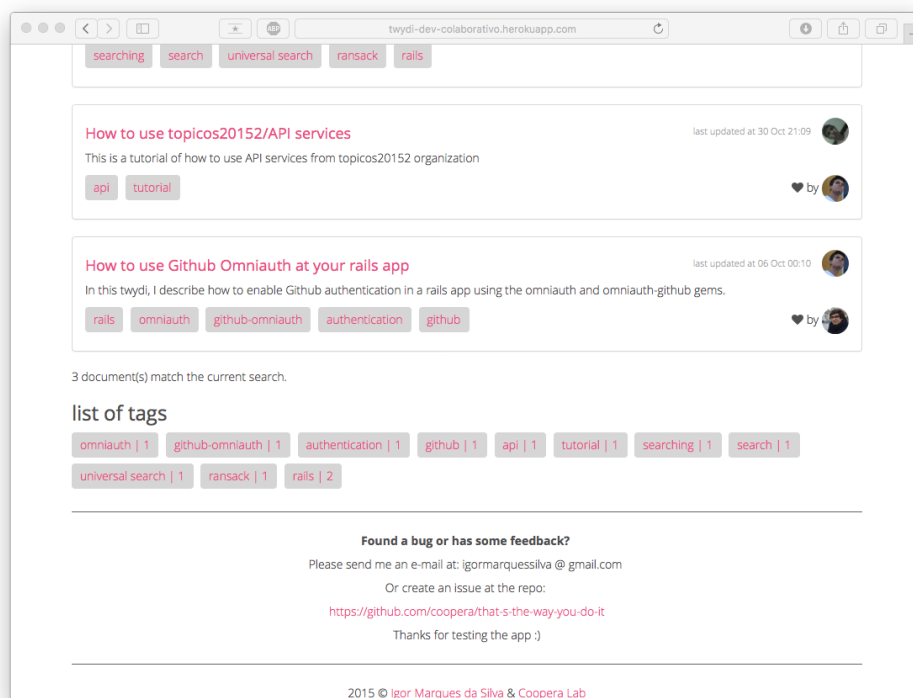 twydi-dev-colaborativo.herokuapp.com
ABP
searching search universal search ransack rails
How to use topicos20152/API services
last updated at 30 Oct 21:09
This is a tutorial of how to use API services from topicos20152 organization
api tutorial
by
How to use Github Omniauth at your rails app
last updated at 06 Oct 00:10
In this twydi, I describe how to enable Github authentication in a rails app using the omniauth and omniauth-github gems.
rails omniauth github-omniauth authentication github
by
3 document(s) match the current search.
list of tags
omniauth | 1 github-omniauth | 1 authentication | 1 github | 1 api | 1 tutorial | 1 searching | 1 search | 1
universal search | 1 ransack | 1 rails | 2
Found a bug or has some feedback?
Please send me an e-mail at: igormarquessilva @ gmail.com
Or create an issue at the repo:
https://github.com/coopera/that-s-the-way-you-do-it
Thanks for testing the app :)
2015 © Igor Marques da Silva & Coopera Lab